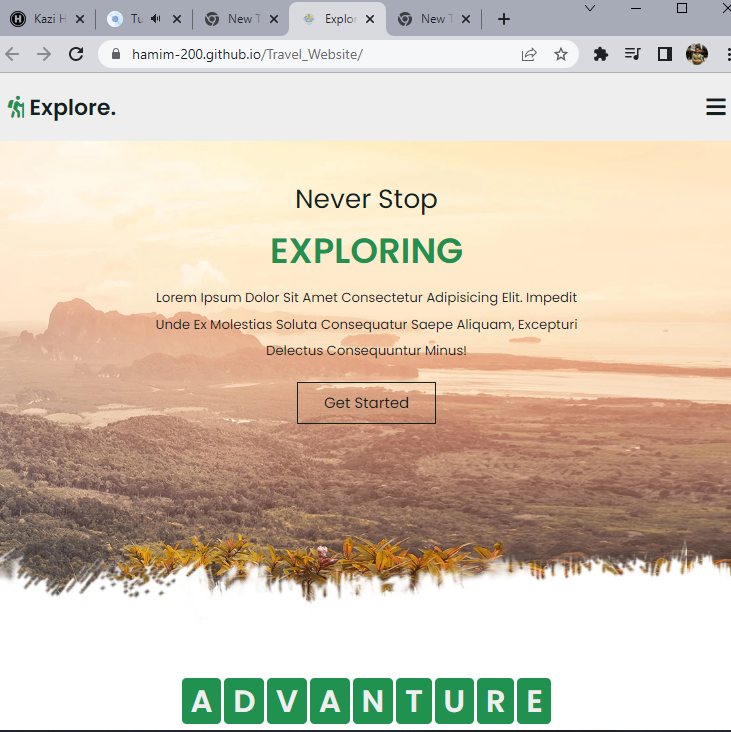 Kazi H
Tu
New T
Explor
New T
hamim-200.github.io/Travel_Website/
Explore.
Never Stop
EXPLORING
Lorem Ipsum Dolor Sit Amet Consectetur Adipisicing Elit. Impedit
Unde Ex Molestias Soluta Consequatur Saepe Aliquam, Excepturi
Delectus Consequuntur Minus!
Get Started
ADVANTURE